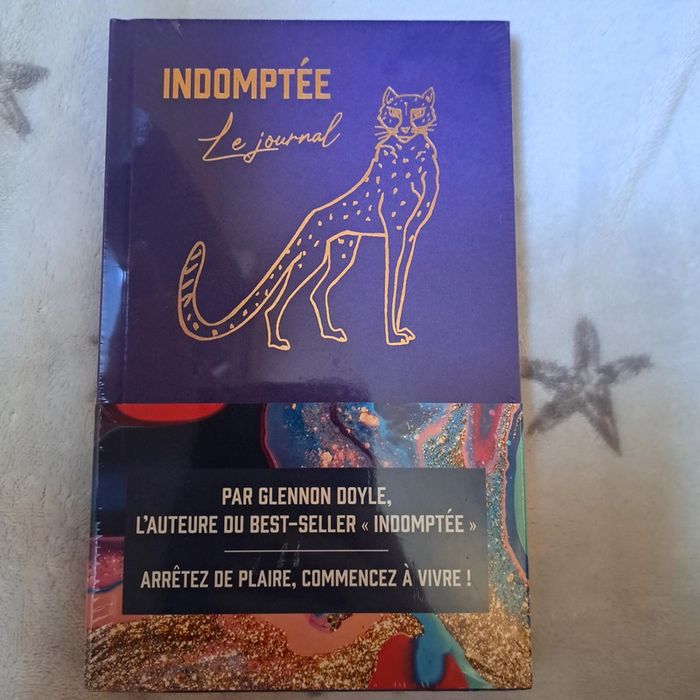 INDOMPTÉE
Le journal
PAR GLENNON DOYLE,
L'AUTEURE DU BEST-SELLER « INDOMPTÉE »
ARRÊTEZ DE PLAIRE, COMMENCEZ À VIVRE !